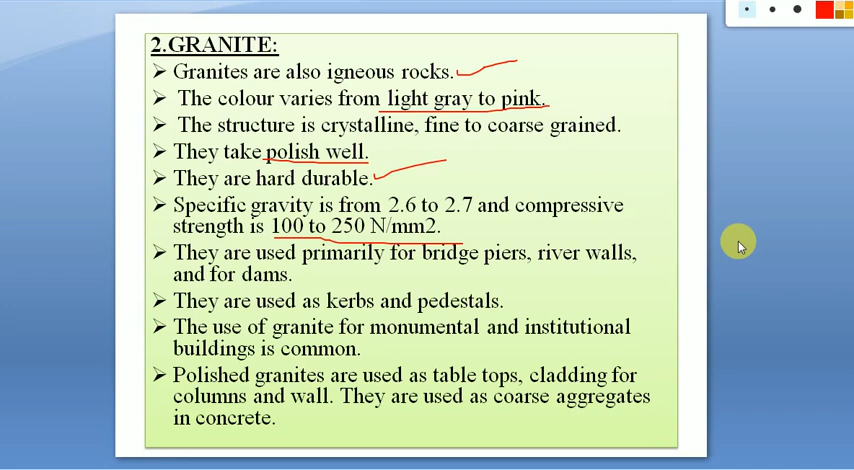 2.GRANITE:
➢ Granites are also igneous rocks.
➢ The colour varies from light gray to pink.
➢ The structure is crystalline, fine to coarse grained.
➢ They take polish well.
➢ They are hard durable.
➢ Specific gravity is from 2.6 to 2.7 and compressive
strength is 100 to 250 N/mm2.
➢ They are used primarily for bridge piers, river walls,
and for dams.
➢ They are used as kerbs and pedestals.
➢ The use of granite for monumental and institutional
buildings is common.
➢ Polished granites are used as table tops, cladding for
columns and wall. They are used as coarse aggregates
in concrete.